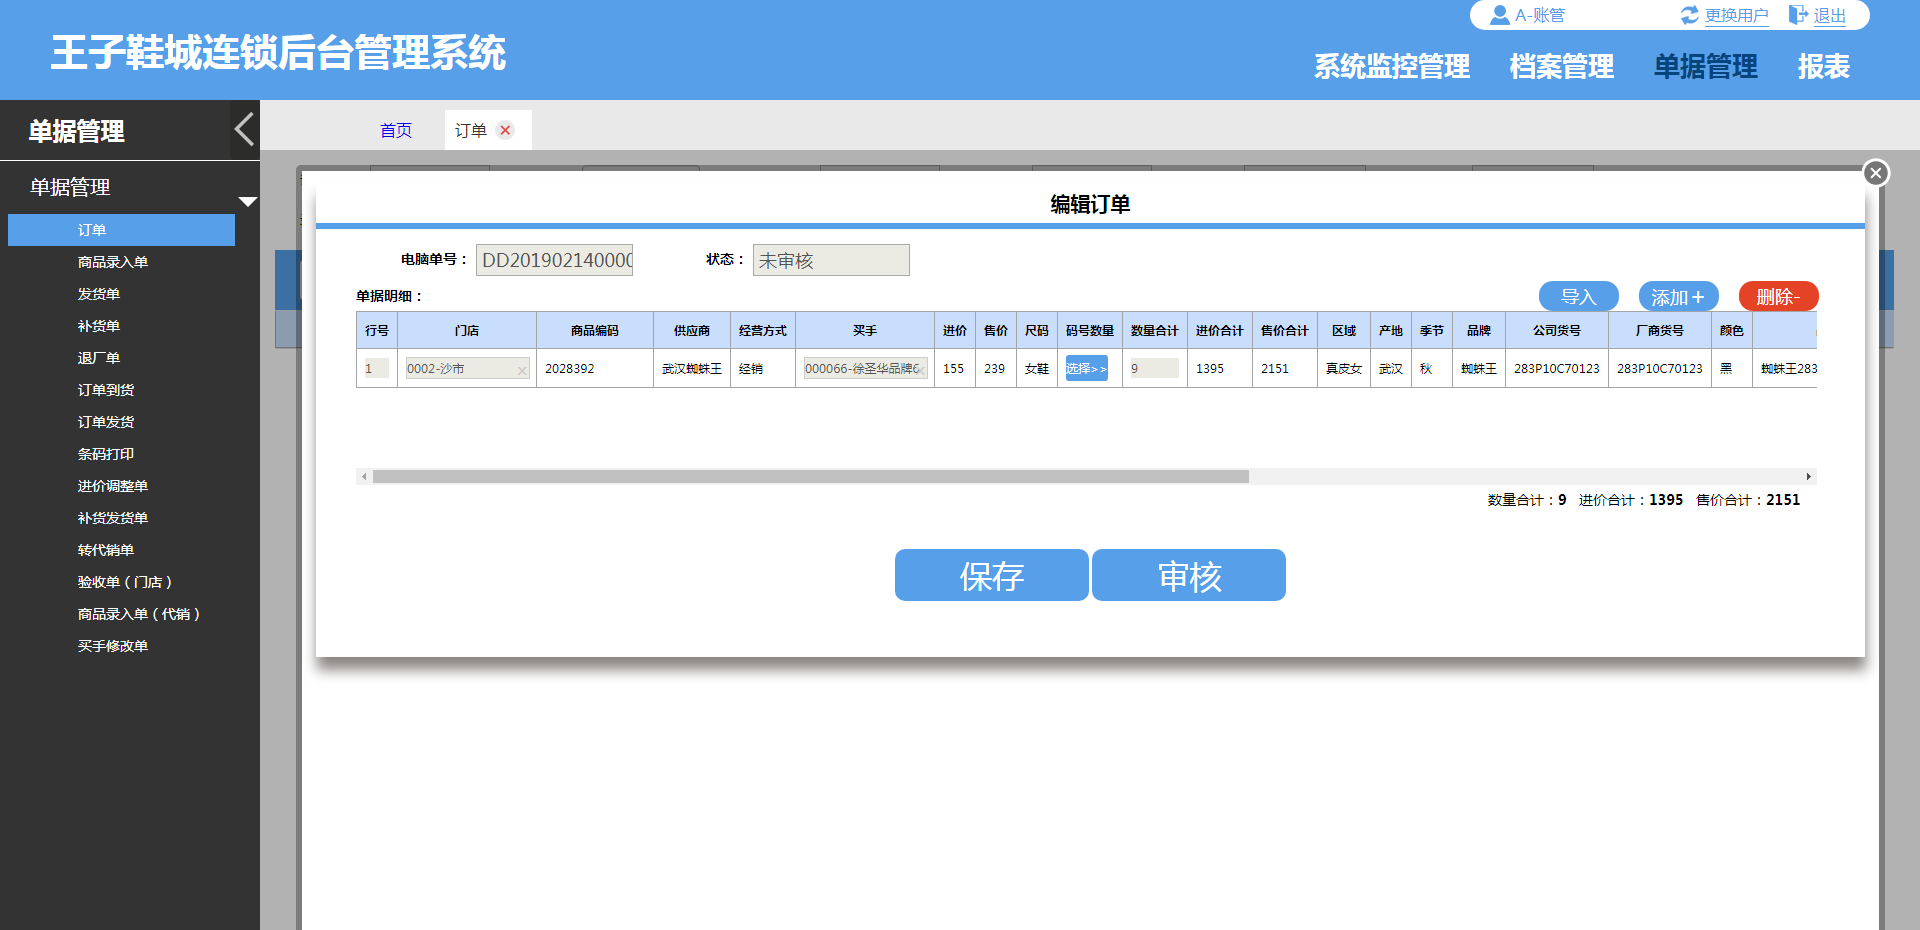 王子鞋城连锁后台管理系统
A-账管 更换用户 退出
系统监控管理 档案管理 单据管理 报表
单据管理
首页 订单
单据管理
订单
商品录入单
发货单
补货单
退厂单
订单到货
订单发货
条码打印
进价调整单
补货发货单
转代销单
验收单（门店）
商品录入单（代销）
买手修改单
编辑订单
电脑单号： DD201902140000 状态： 未审核
单据明细： 导入 添加+ 删除-
行号 门店 商品编码 供应商 经营方式 买手 进价 售价 尺码 码号数量 数量合计 进价合计 售价合计 区域 产地 季节 品牌 公司货号 厂商货号 颜色
1 0002-沙市 2028392 武汉蜘蛛王 经销 000066-徐圣华品牌 155 239 女鞋 选择>> 9 1395 2151 真皮女 武汉 秋 蜘蛛王 283P10C70123 283P10C70123 黑 蜘蛛王283
数量合计：9 进价合计：1395 售价合计：2151
保存 审核